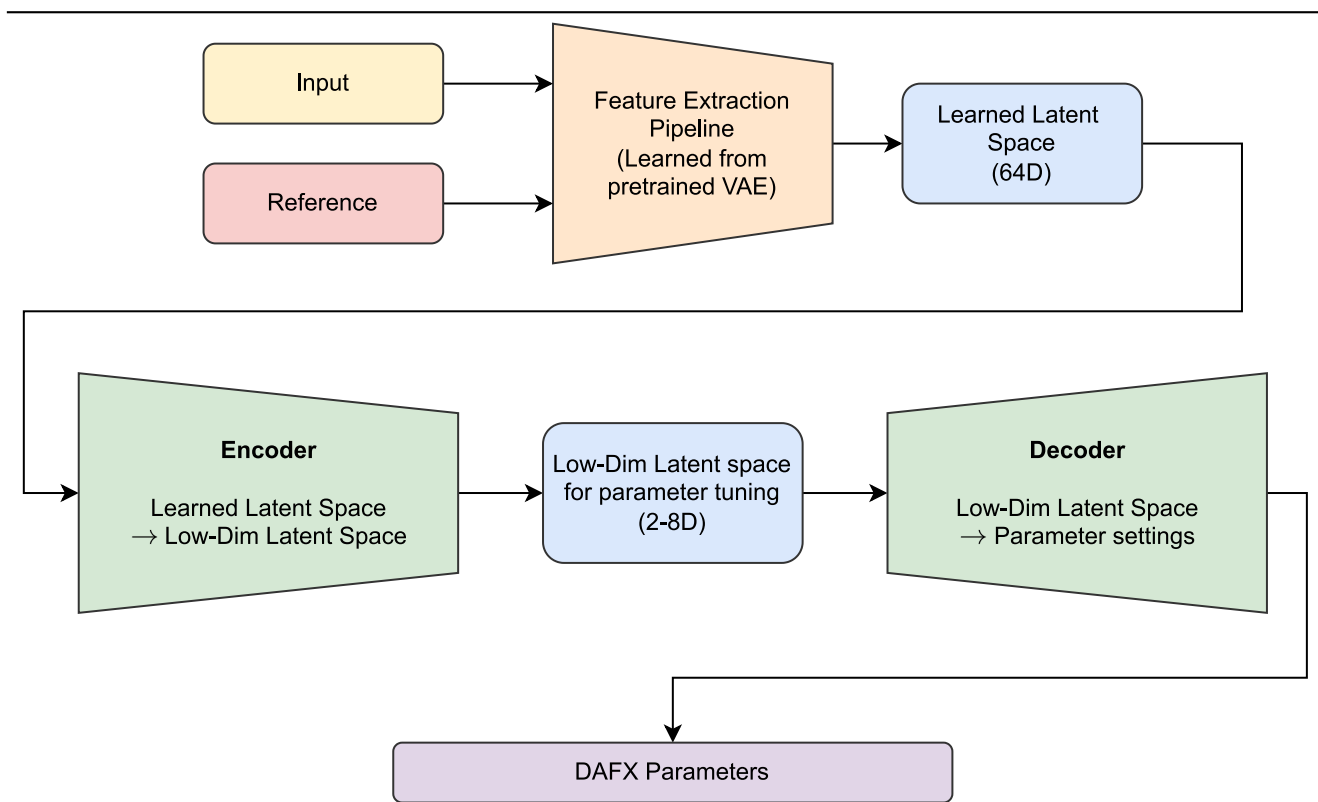 Input
Reference
Feature Extraction
Pipeline
(Learned from
pretrained VAE)
Learned Latent
Space
(64D)
Encoder
Learned Latent Space
→ Low-Dim Latent Space
Low-Dim Latent space
for parameter tuning
(2-8D)
Decoder
Low-Dim Latent Space
→ Parameter settings
DAFX Parameters